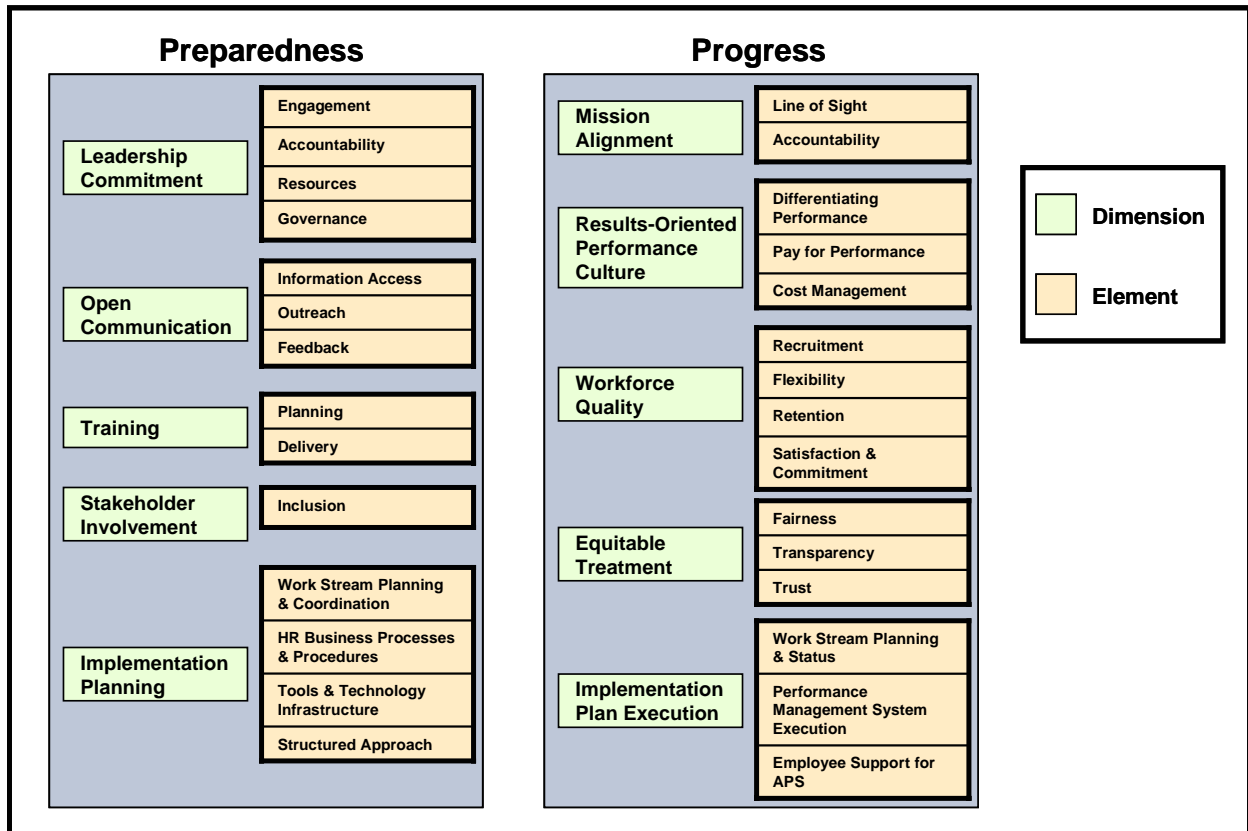 Preparedness
Leadership
Commitment
Engagement
Accountability
Resources
Governance
Open
Communication
Information Access
Outreach
Feedback
Training
Planning
Delivery
Stakeholder
Involvement
Inclusion
Implementation
Planning
Work Stream Planning
& Coordination
HR Business Processes
& Procedures
Tools & Technology
Infrastructure
Structured Approach
Progress
Mission
Alignment
Line of Sight
Accountability
Results-Oriented
Performance
Culture
Differentiating
Performance
Pay for Performance
Cost Management
Workforce
Quality
Recruitment
Flexibility
Retention
Satisfaction &
Commitment
Equitable
Treatment
Fairness
Transparency
Trust
Implementation
Plan Execution
Work Stream Planning
& Status
Performance
Management System
Execution
Employee Support for
APS
Dimension
Element